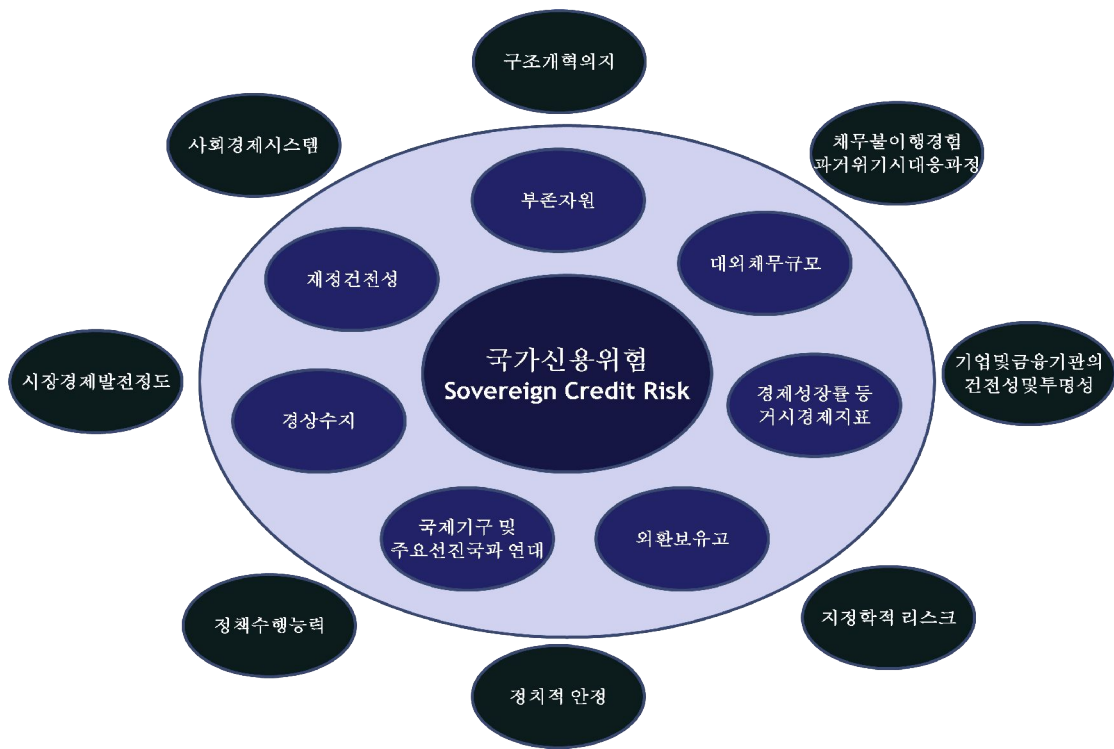 구조개혁의지
사회경제시스템
채무불이행경험
과거위기시대응과정
부존자원
재정건전성
대외채무규모
국가신용위험
Sovereign Credit Risk
시장경제발전정도
기업및금융기관의
건전성및투명성
경상수지
경제성장률 등
거시경제지표
국제기구 및
주요선진국과 연대
외환보유고
정책수행능력
지정학적 리스크
정치적 안정